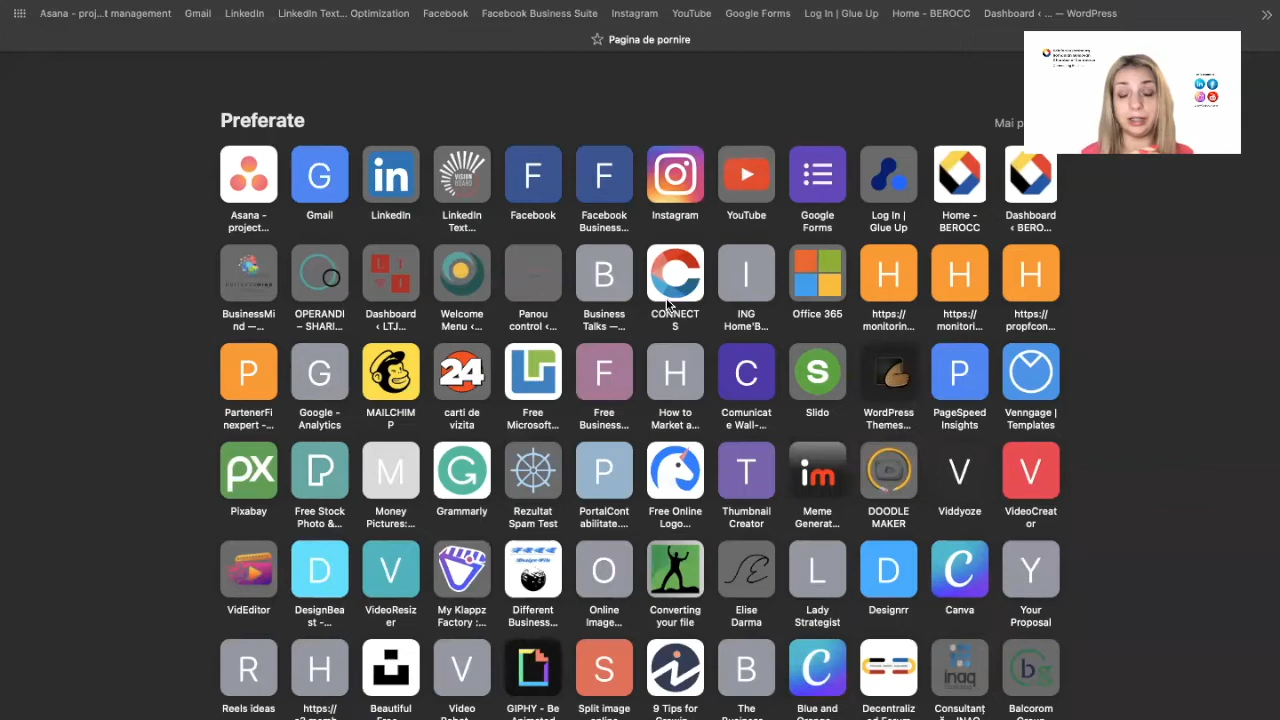 Asana - proj...t management Gmail LinkedIn LinkedIn Text... Optimization Facebook Facebook Business Suite Instagram YouTube Google Forms Log In | Glue Up Home - BEROCC Dashboard ‹ ... — WordPress
Pagina de pornire
Preferate
Mai p
Asana - project...
Gmail
LinkedIn
LinkedIn Text...
Facebook
Facebook Business...
Instagram
YouTube
Google Forms
Log In | Glue Up
Home - BEROCC
Dashboard ‹ BERO...
BusinessMi nd —...
OPERANDI – SHARI...
Dashboard ‹ LTJ...
Welcome Menu ‹...
Panou control ‹...
Business Talks —...
CONNECT S
ING Home'B...
Office 365
https:// monitorin...
https:// monitori...
https:// propfcon...
PartenerFi nexpert -...
Google - Analytics
MAILCHIM P
carti de vizita
Free Microsoft...
Free Business...
How to Market a...
Comunicat e Wall-...
Slido
WordPress Themes...
PageSpeed Insights
Venngage | Templates
Pixabay
Free Stock Photo &...
Money Pictures:...
Grammarly
Rezultat Spam Test
PortalCont abilitate....
Free Online Logo...
Thumbnail Creator
Meme Generat...
DOODLE MAKER
Viddyoze
VideoCreat or
VidEditor
DesignBea st -...
VideoResiz er
My Klappz Factory :...
Different Business...
Online Image...
Converting your file
Elise Darma
Lady Strategist
Designrr
Canva
Your Proposal
Reels ideas
https://
Beautiful
Video
GIPHY - Be
Split image
9 Tips for
The
Blue and
Decentraliz
Consultanț
Balcorom